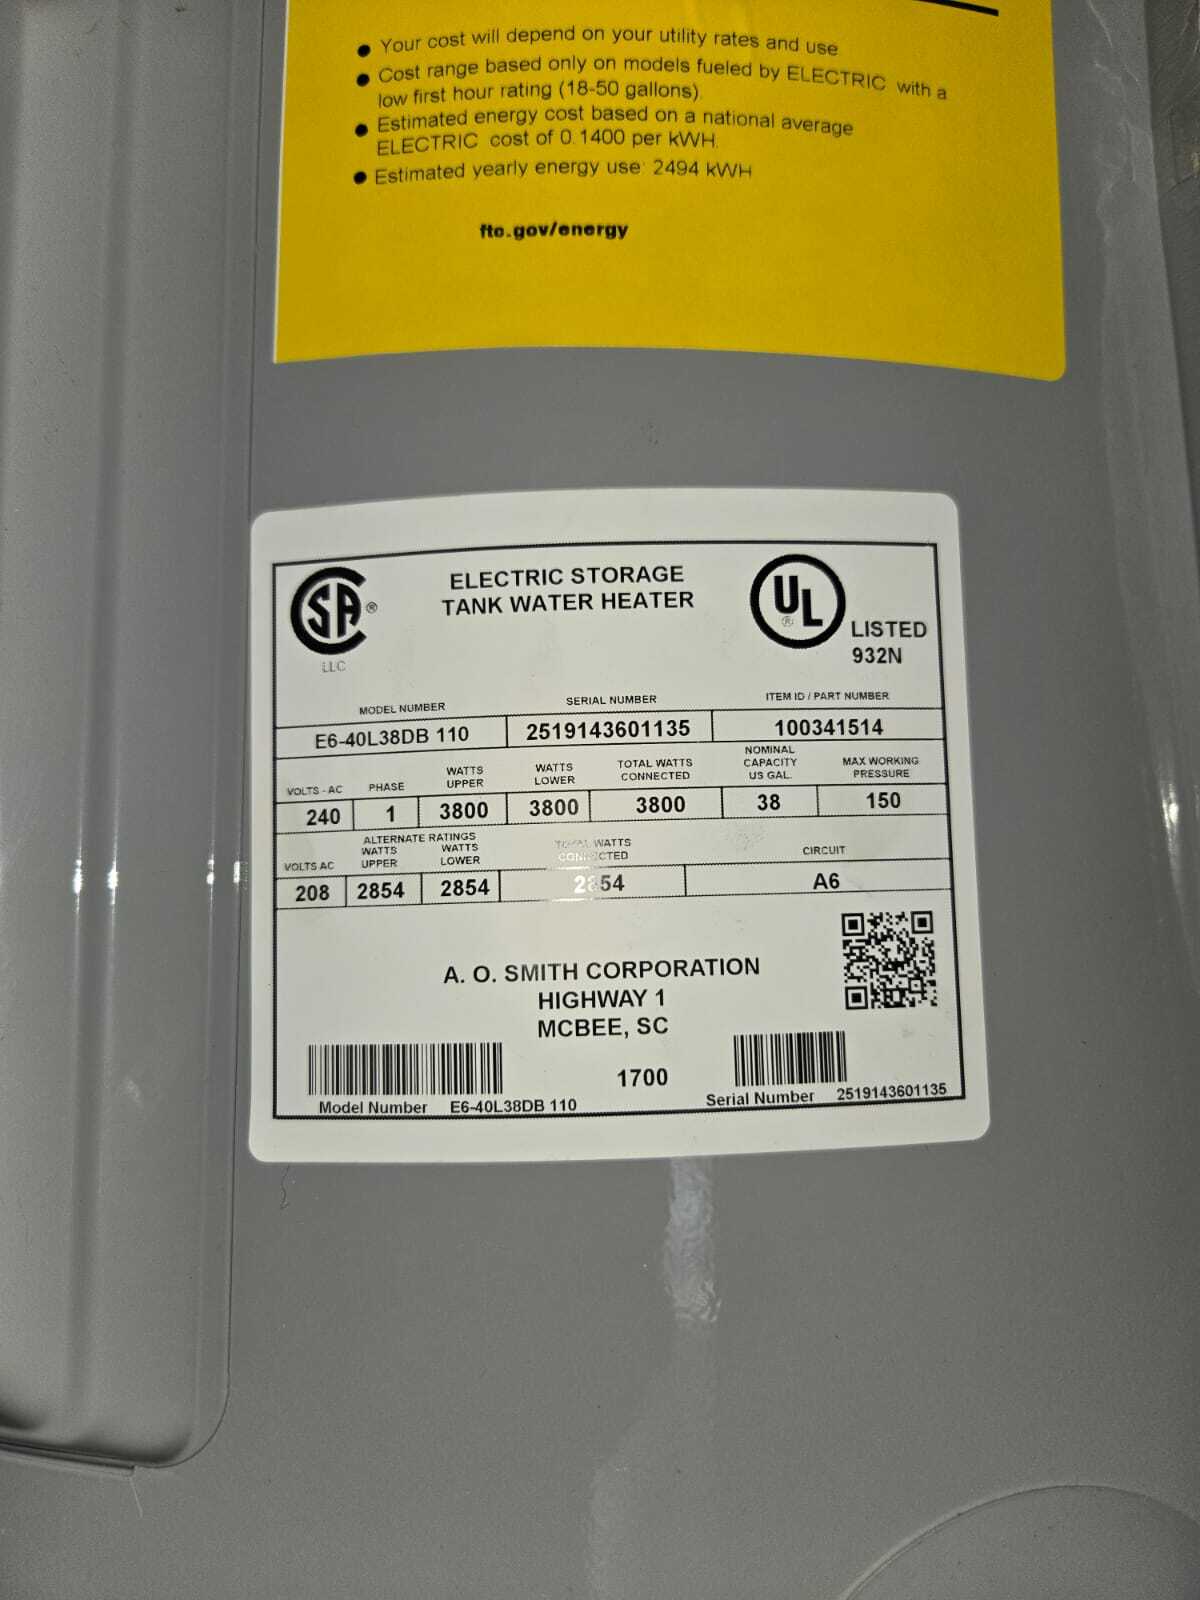 Your cost will depend on your utility rates and use
Cost range based only on models fueled by ELECTRIC with a
low first hour rating (18-50 gallons).
Estimated energy cost based on a national average
ELECTRIC cost of 0.1400 per kWH.
Estimated yearly energy use: 2494 kWH
ftc.gov/energy
SA ®
LLC
ELECTRIC STORAGE
TANK WATER HEATER
UL ®
LISTED
932N
MODEL NUMBER SERIAL NUMBER ITEM ID / PART NUMBER
E6-40L38DB 110 2519143601135 100341514
VOLTS - AC PHASE WATTS UPPER WATTS LOWER TOTAL WATTS CONNECTED NOMINAL CAPACITY US GAL. MAX WORKING PRESSURE
240 1 3800 3800 3800 38 150
ALTERNATE RATINGS
VOLTS AC WATTS UPPER WATTS LOWER TOTAL WATTS CONNECTED CIRCUIT
208 2854 2854 2854 A6
A. O. SMITH CORPORATION
HIGHWAY 1
MCBEE, SC
1700
Model Number E6-40L38DB 110
Serial Number 2519143601135